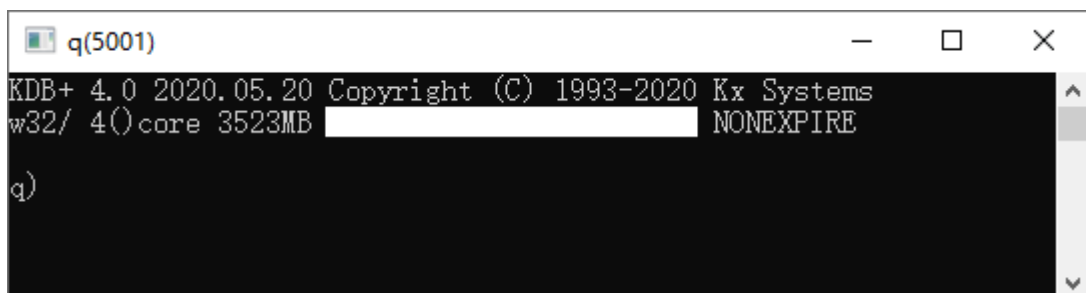 q(5001)
KDB+ 4.0 2020.05.20 Copyright (C) 1993-2020 Kx Systems
w32/ 4()core 3523MB NONEXPIRE
q)